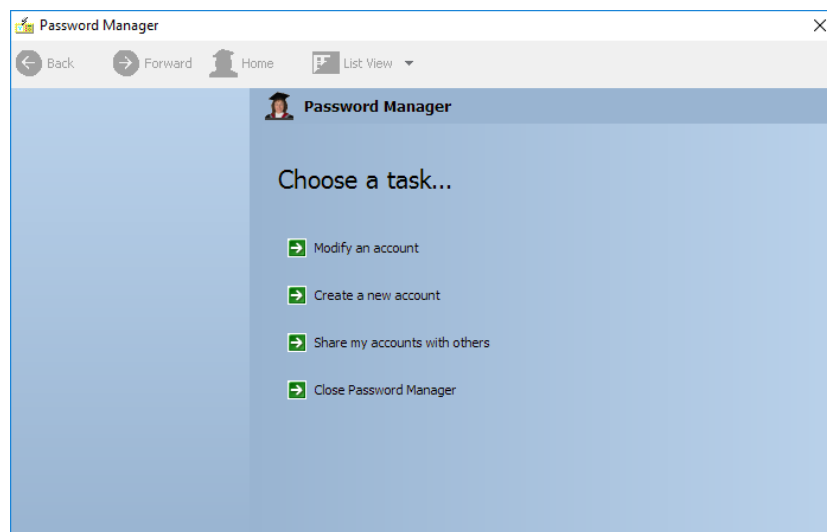 Password Manager
Back Forward Home List View
Password Manager
Choose a task...
Modify an account
Create a new account
Share my accounts with others
Close Password Manager